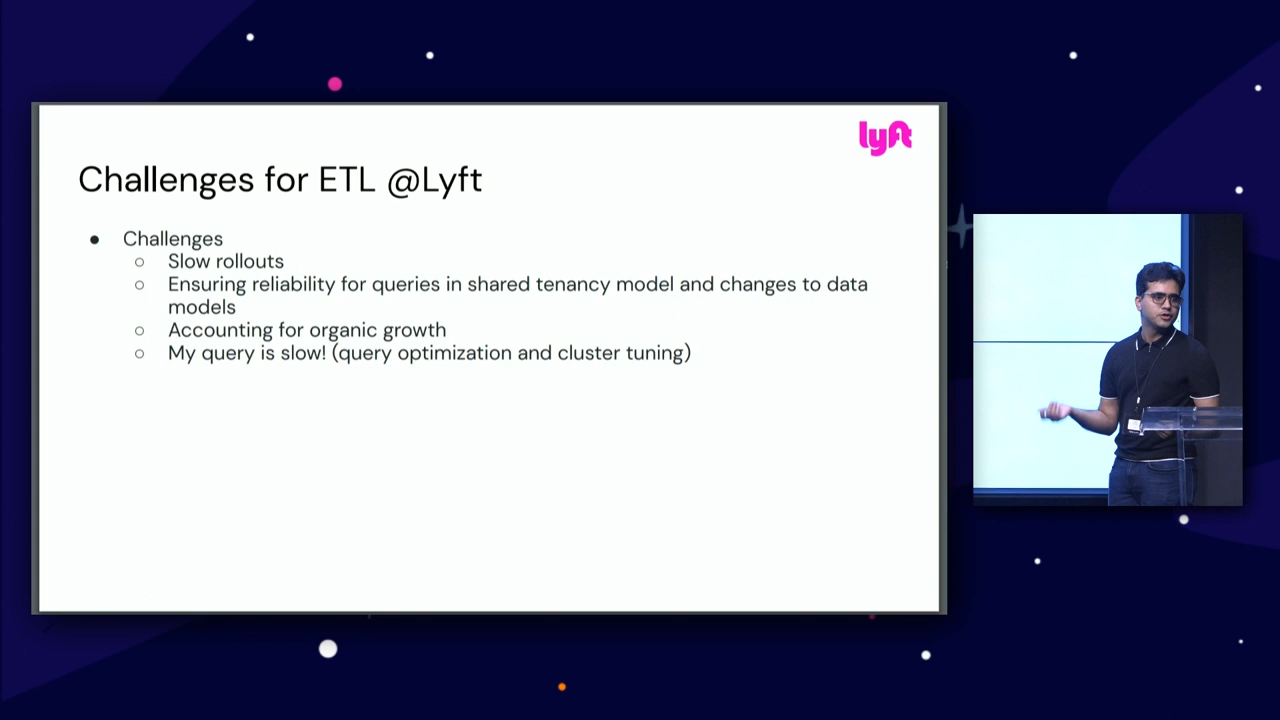 lyft
Challenges for ETL @Lyft
● Challenges
○ Slow rollouts
○ Ensuring reliability for queries in shared tenancy model and changes to data
models
○ Accounting for organic growth
○ My query is slow! (query optimization and cluster tuning)